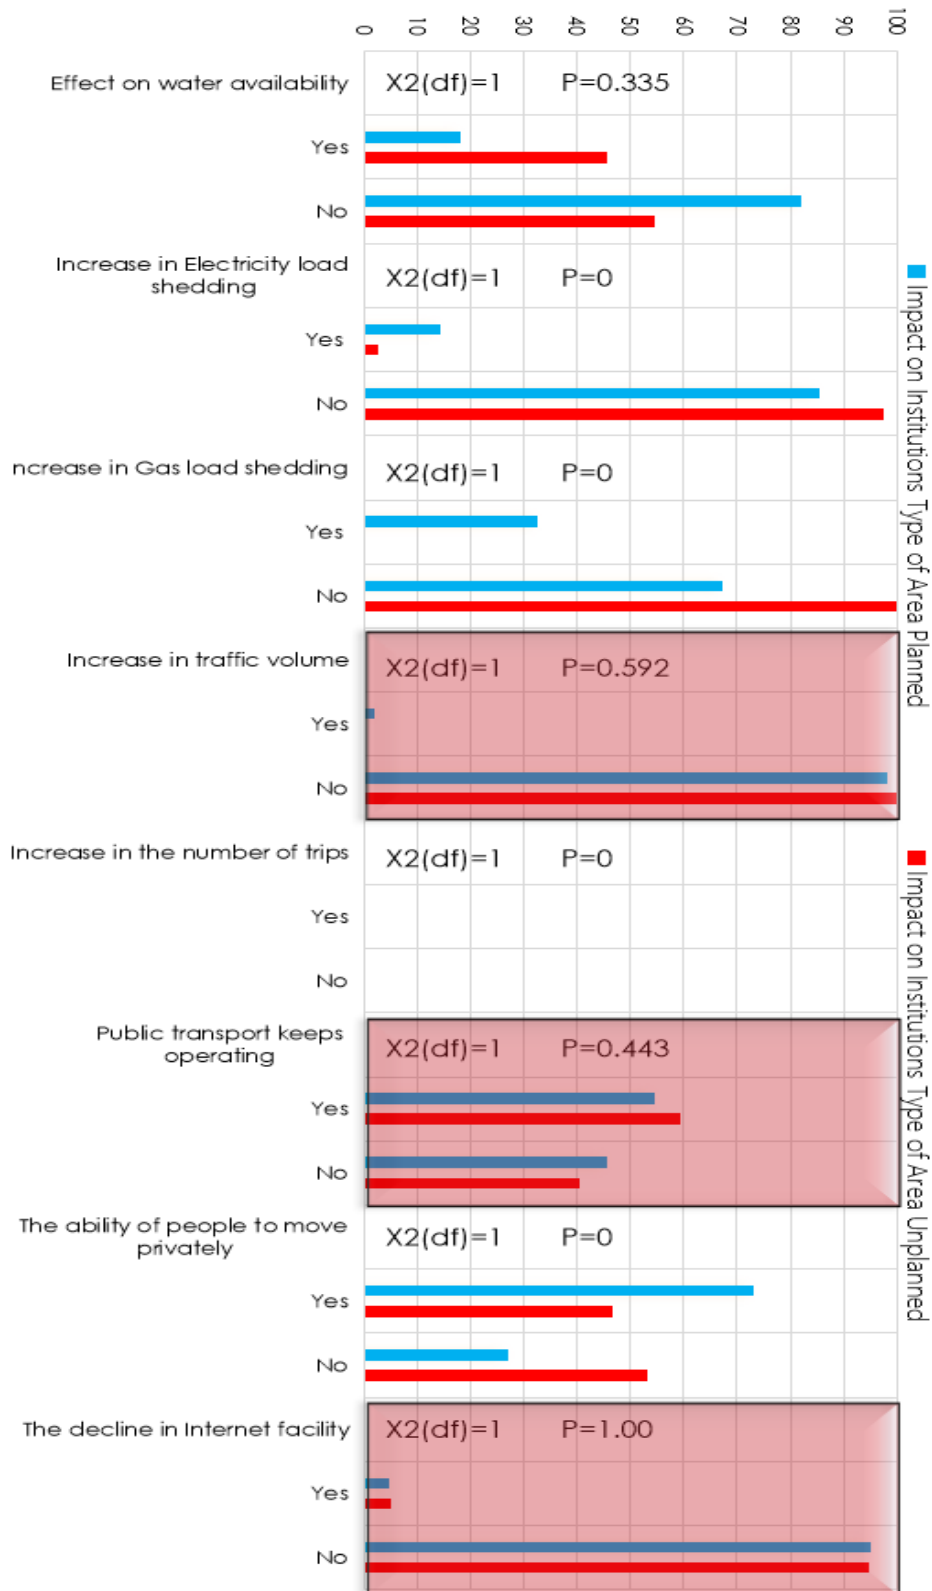 0 10 20 30 40 50 60 70 80 90 100
Effect on water availability X2(df)=1 P=0.335
Yes
No
Increase in Electricity load
shedding
X2(df)=1 P=0
Yes
No
ncrease in Gas load shedding X2(df)=1 P=0
Yes
No
Increase in traffic volume X2(df)=1 P=0.592
Yes
No
Increase in the number of trips X2(df)=1 P=0
Yes
No
Public transport keeps
operating
X2(df)=1 P=0.443
Yes
No
The ability of people to move
privately
X2(df)=1 P=0
Yes
No
The decline in Internet facility X2(df)=1 P=1.00
Yes
No
Impact on Institutions Type of Area Planned
Impact on Institutions Type of Area Unplanned